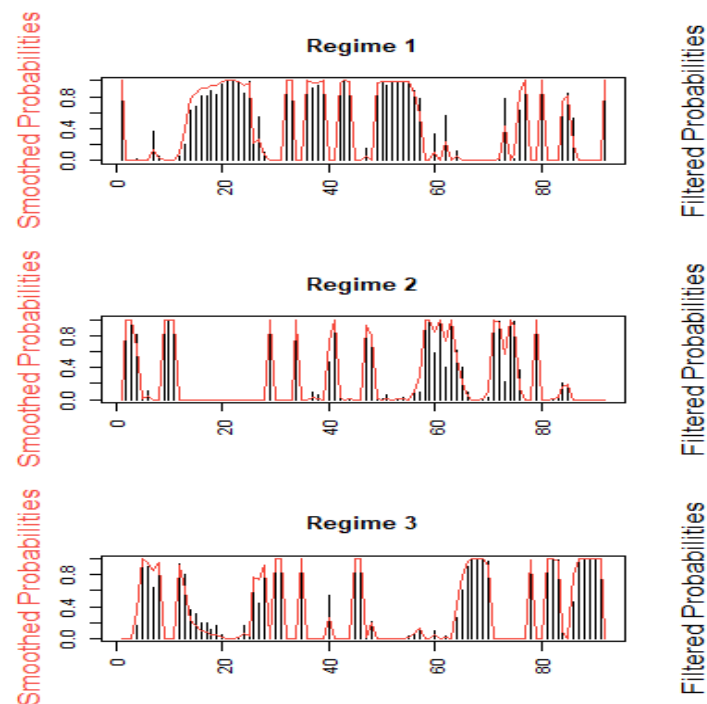 Regime 1
Smoothed Probabilities
Filtered Probabilities
0.0 0.4 0.8
0 20 40 60 80
Regime 2
Smoothed Probabilities
Filtered Probabilities
0.0 0.4 0.8
0 20 40 60 80
Regime 3
Smoothed Probabilities
Filtered Probabilities
0.0 0.4 0.8
0 20 40 60 80